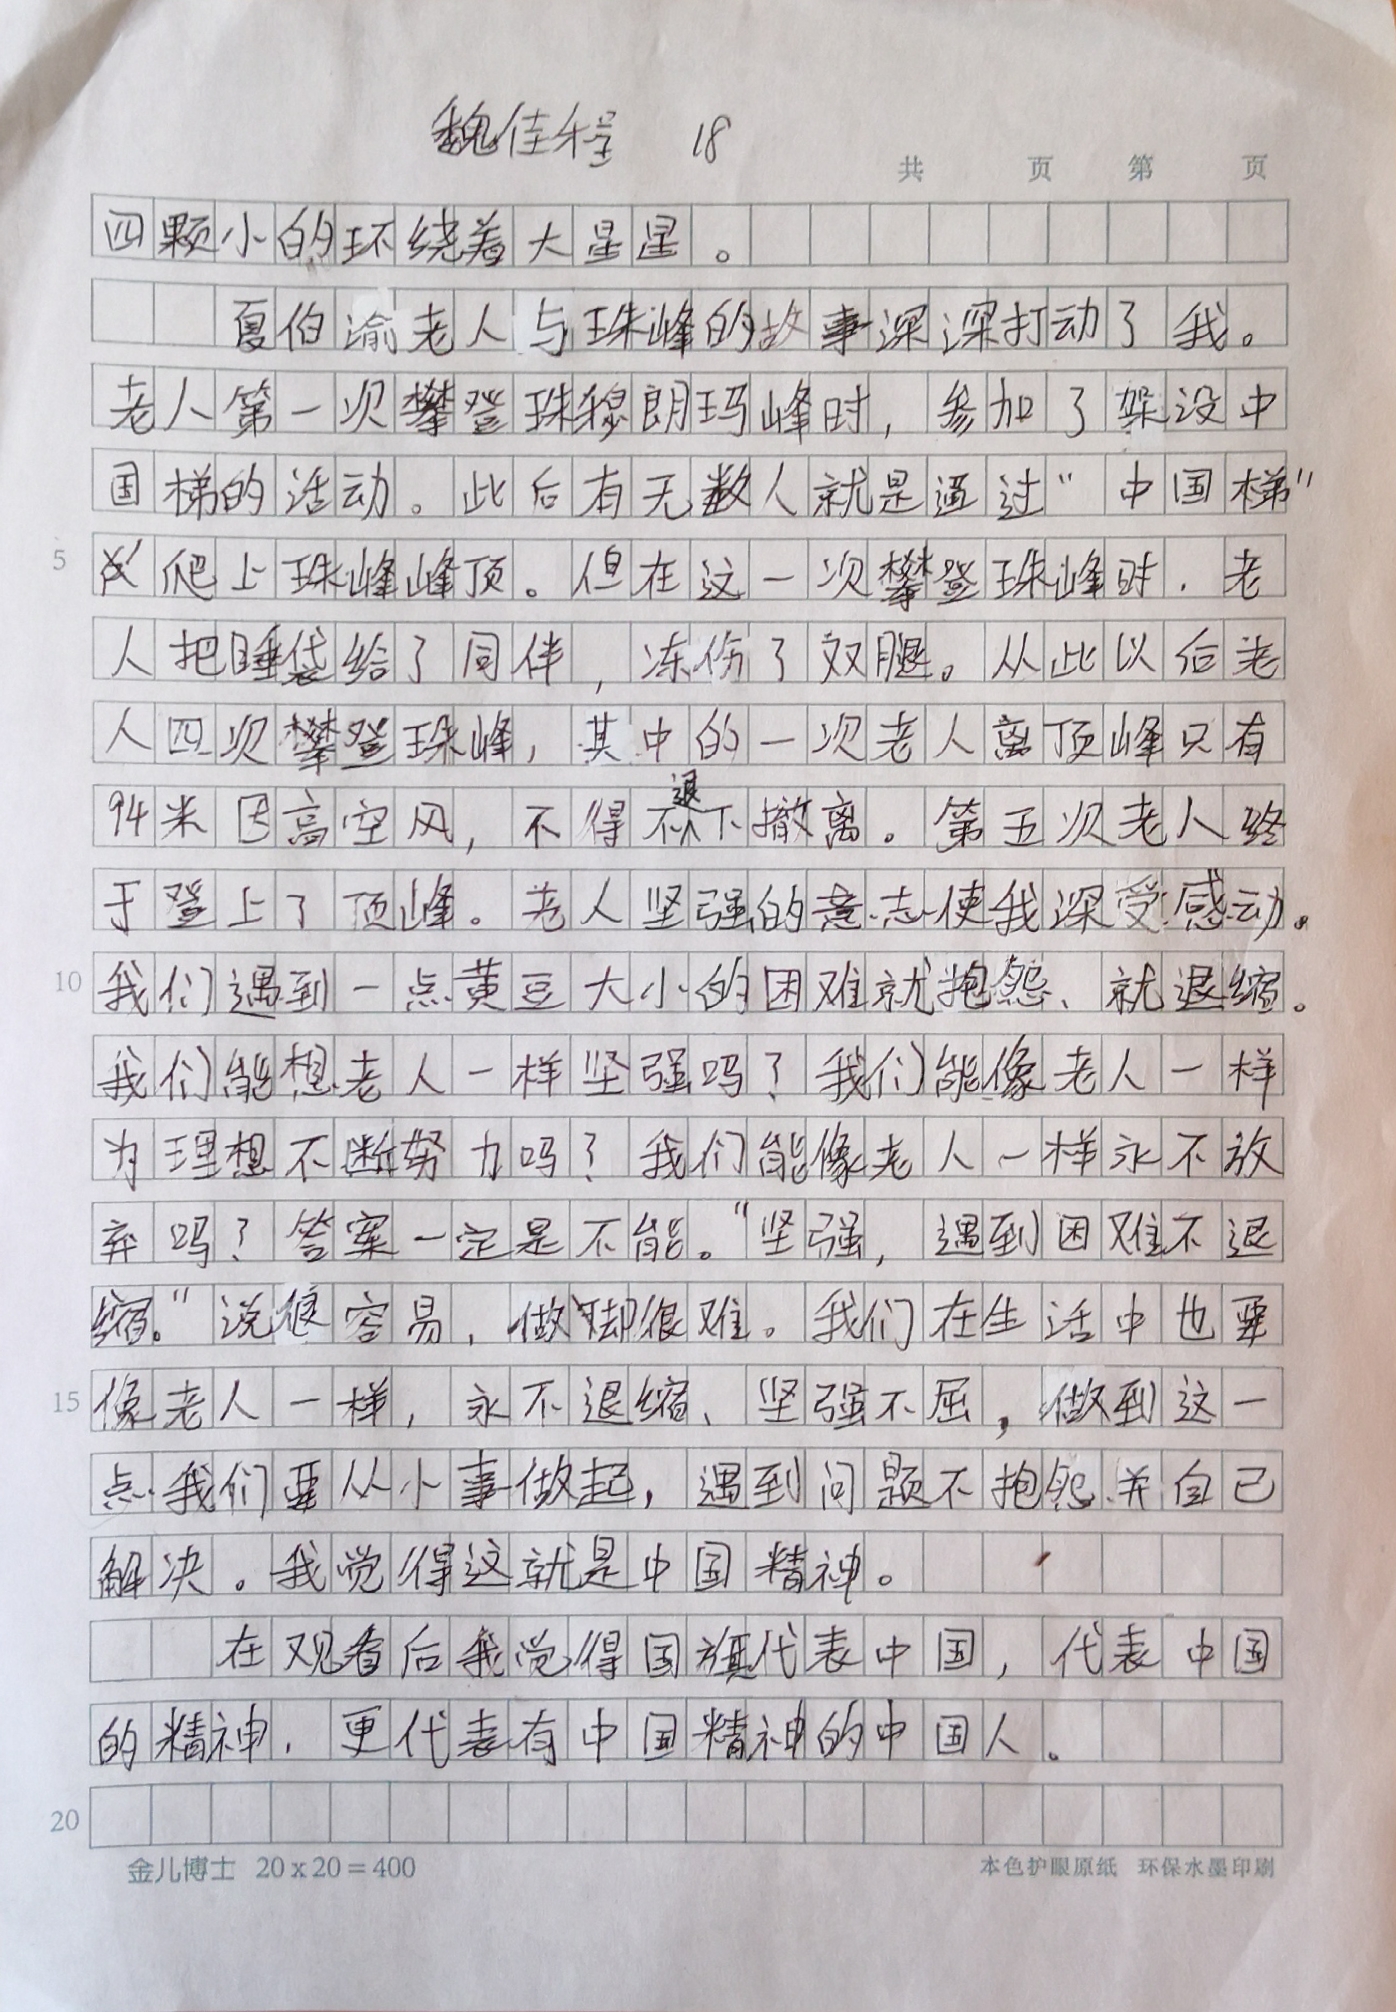 魏佳程 18
共 页 第 页
四颗小的环绕着大星星。
夏伯渝老人与珠峰的故事深深打动了我。
老人第一次攀登珠穆朗玛峰时，参加了架设中
国梯的活动。此后有无数人就是通过“中国梯”
爬上珠峰峰顶。但在这一次攀登珠峰时，老
人把睡袋给了同伴，冻伤了双腿。从此以后老
人四次攀登珠峰，其中的一次老人离顶峰只有
94米因高空风，不得不退下撤离。第五次老人终
于登上了顶峰。老人坚强的意志使我深受感动。
10 我们遇到一点黄豆大小的困难就抱怨、就退缩。
我们能想老人一样坚强吗？我们能像老人一样
为理想不断努力吗？我们能像老人一样永不放
弃吗？答案一定是不能。“坚强，遇到困难不退
缩。”说很容易，做脚很难。我们在生活中也要
15 像老人一样，永不退缩、坚强不屈，做到这一
点我们要从小事做起，遇到问题不抱怨并自己
解决。我觉得这就是中国精神。
在观看后我觉得国旗代表中国，代表中国
的精神，更代表有中国精神的中国人。
20
金儿博士 20x20=400 本色护眼原纸 环保水墨印刷